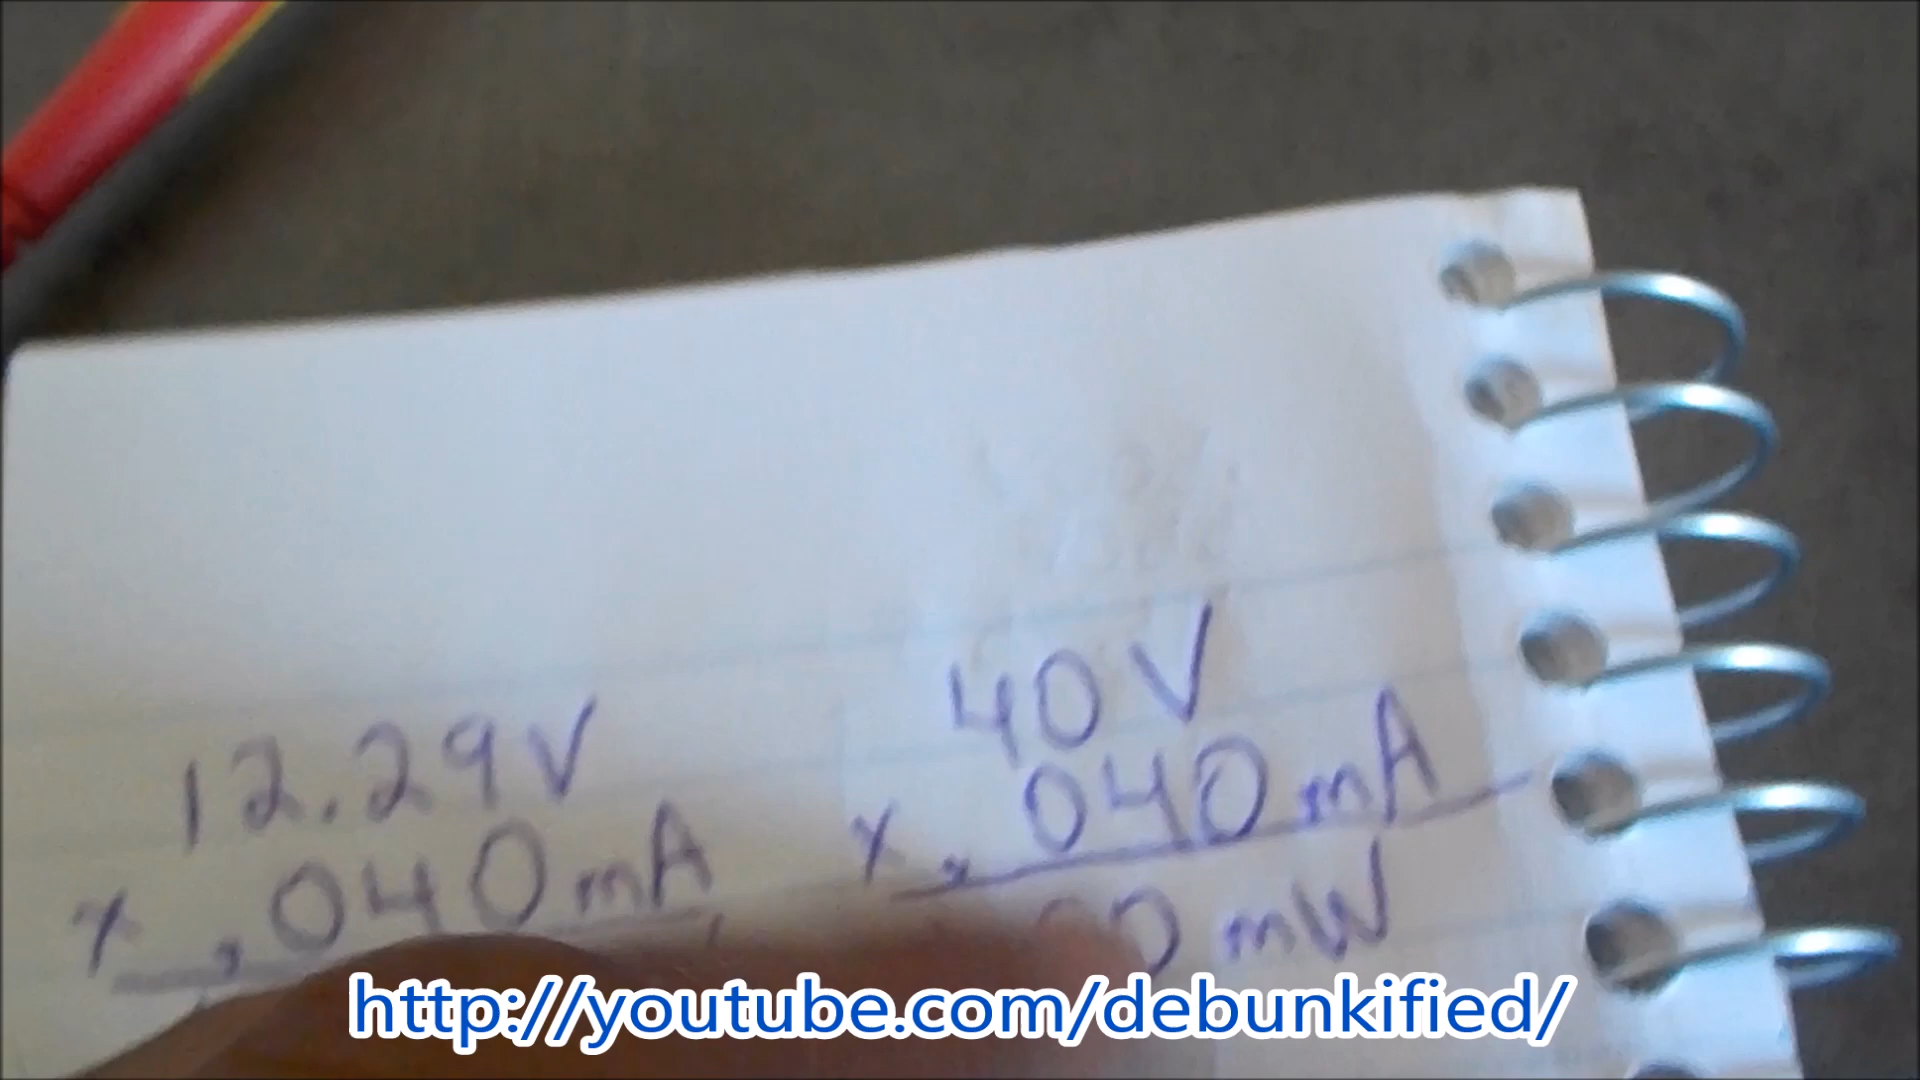 12.29V
x .040mA
40V
x .040mA
mW
http://youtube.com/debunkified/